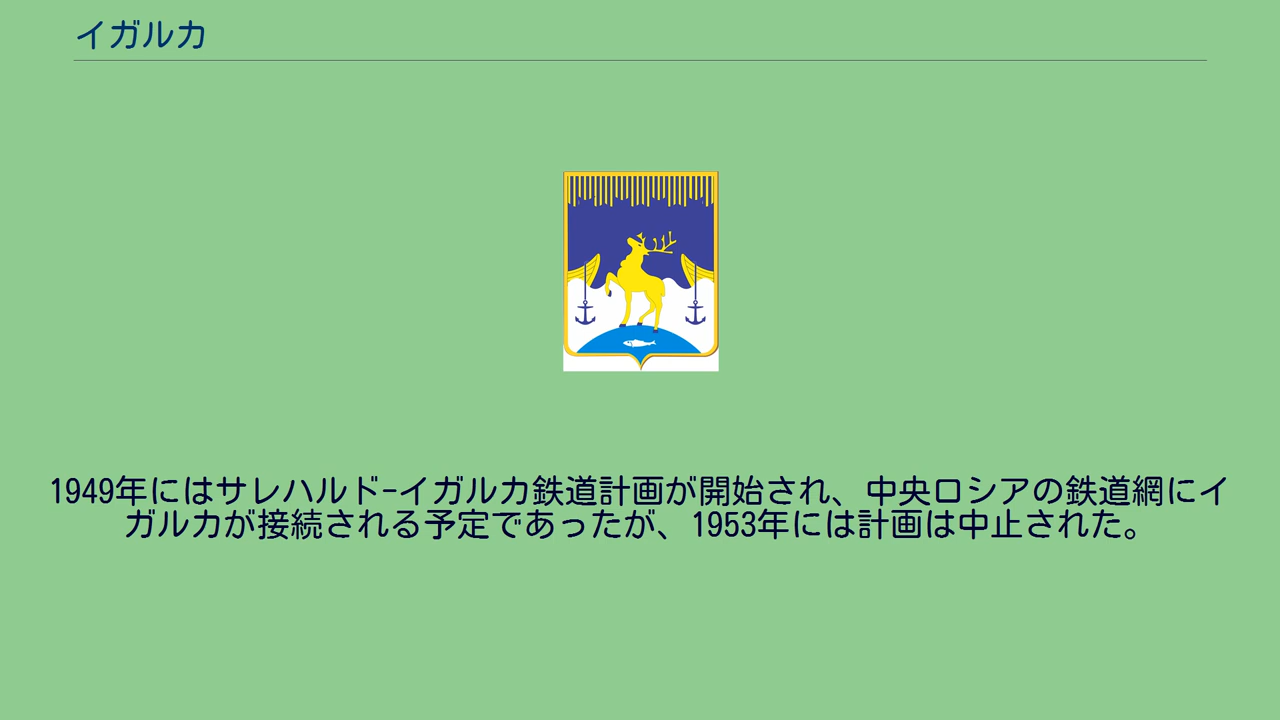 イガルカ
1949年にはサレハルド-イガルカ鉄道計画が開始され、中央ロシアの鉄道網にイ
ガルカが接続される予定であったが、1953年には計画は中止された。